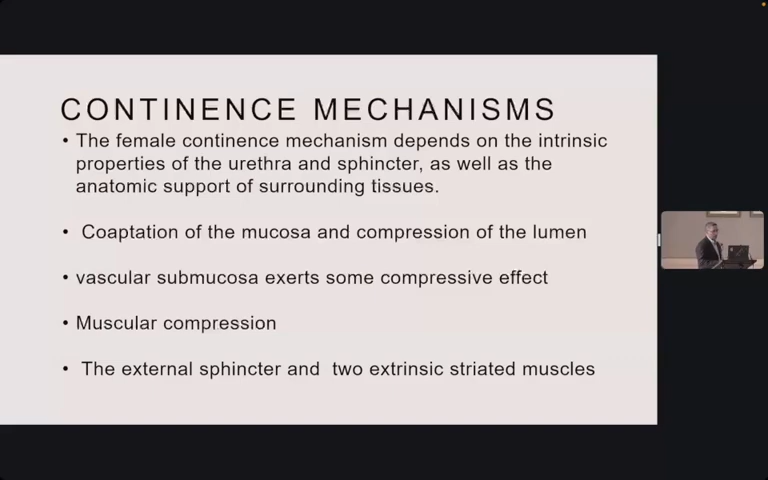 CONTINENCE MECHANISMS
• The female continence mechanism depends on the intrinsic
properties of the urethra and sphincter, as well as the
anatomic support of surrounding tissues.
• Coaptation of the mucosa and compression of the lumen
• vascular submucosa exerts some compressive effect
• Muscular compression
• The external sphincter and two extrinsic striated muscles